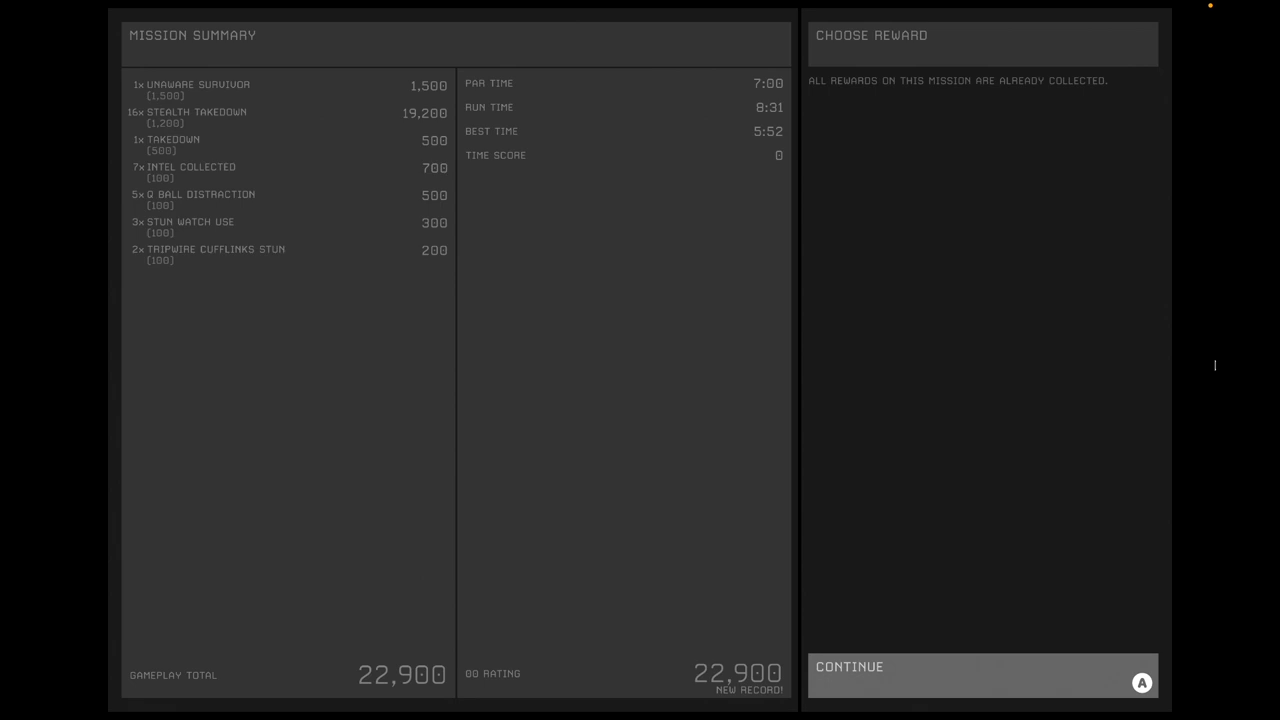 MISSION SUMMARY
1x UNAWARE SURVIVOR 1,500
(1,500)
16x STEALTH TAKEDOWN 19,200
(1,200)
1x TAKEDOWN 500
(500)
7x INTEL COLLECTED 700
(100)
5x Q BALL DISTRACTION 500
(100)
3x STUN WATCH USE 300
(100)
2x TRIPWIRE CUFFLINKS STUN 200
(100)
GAMEPLAY TOTAL 22,900
PAR TIME 7:00
RUN TIME 8:31
BEST TIME 5:52
TIME SCORE 0
00 RATING 22,900
NEW RECORD!
CHOOSE REWARD
ALL REWARDS ON THIS MISSION ARE ALREADY COLLECTED.
CONTINUE
A